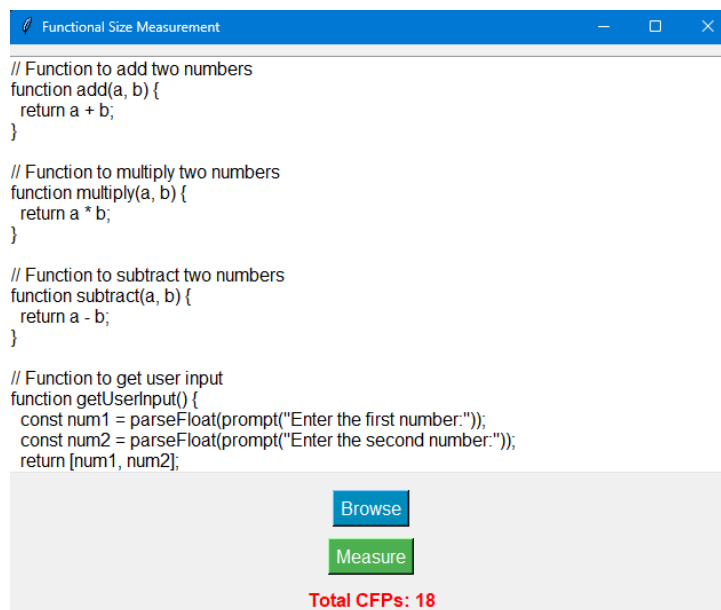 Functional Size Measurement
// Function to add two numbers
function add(a, b) {
  return a + b;
}
// Function to multiply two numbers
function multiply(a, b) {
  return a * b;
}
// Function to subtract two numbers
function subtract(a, b) {
  return a - b;
}
// Function to get user input
function getUserInput() {
  const num1 = parseFloat(prompt("Enter the first number:"));
  const num2 = parseFloat(prompt("Enter the second number:"));
  return [num1, num2];
Browse
Measure
Total CFPs: 18